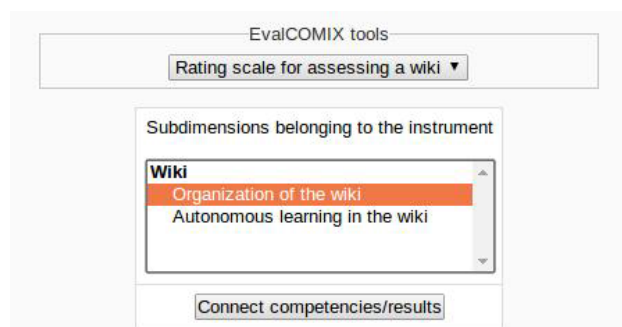 EvalCOMIX tools
Rating scale for assessing a wiki
Subdimensions belonging to the instrument
Wiki
Organization of the wiki
Autonomous learning in the wiki
Connect competencies/results